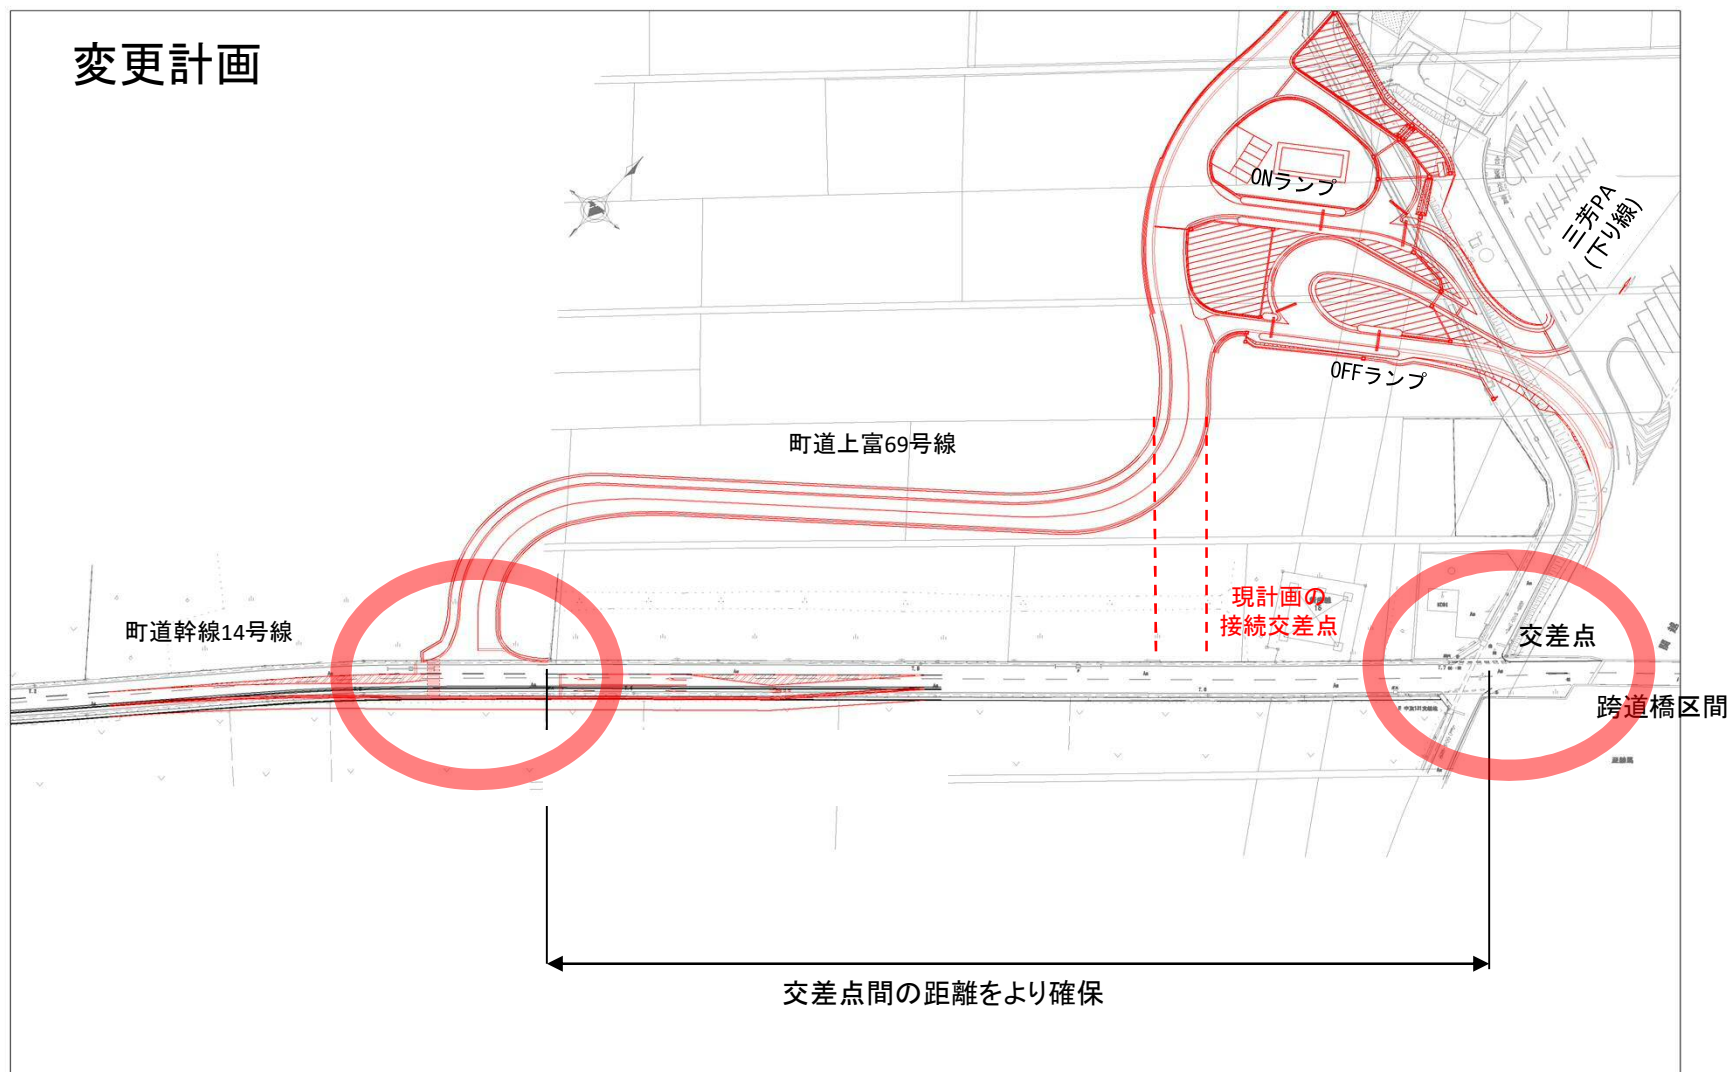 変更計画
ONランプ
三芳PA
(下り線)
OFFランプ
町道上富69号線
現計画の
接続交差点
町道幹線14号線
交差点
跨道橋区間
交差点間の距離をより確保